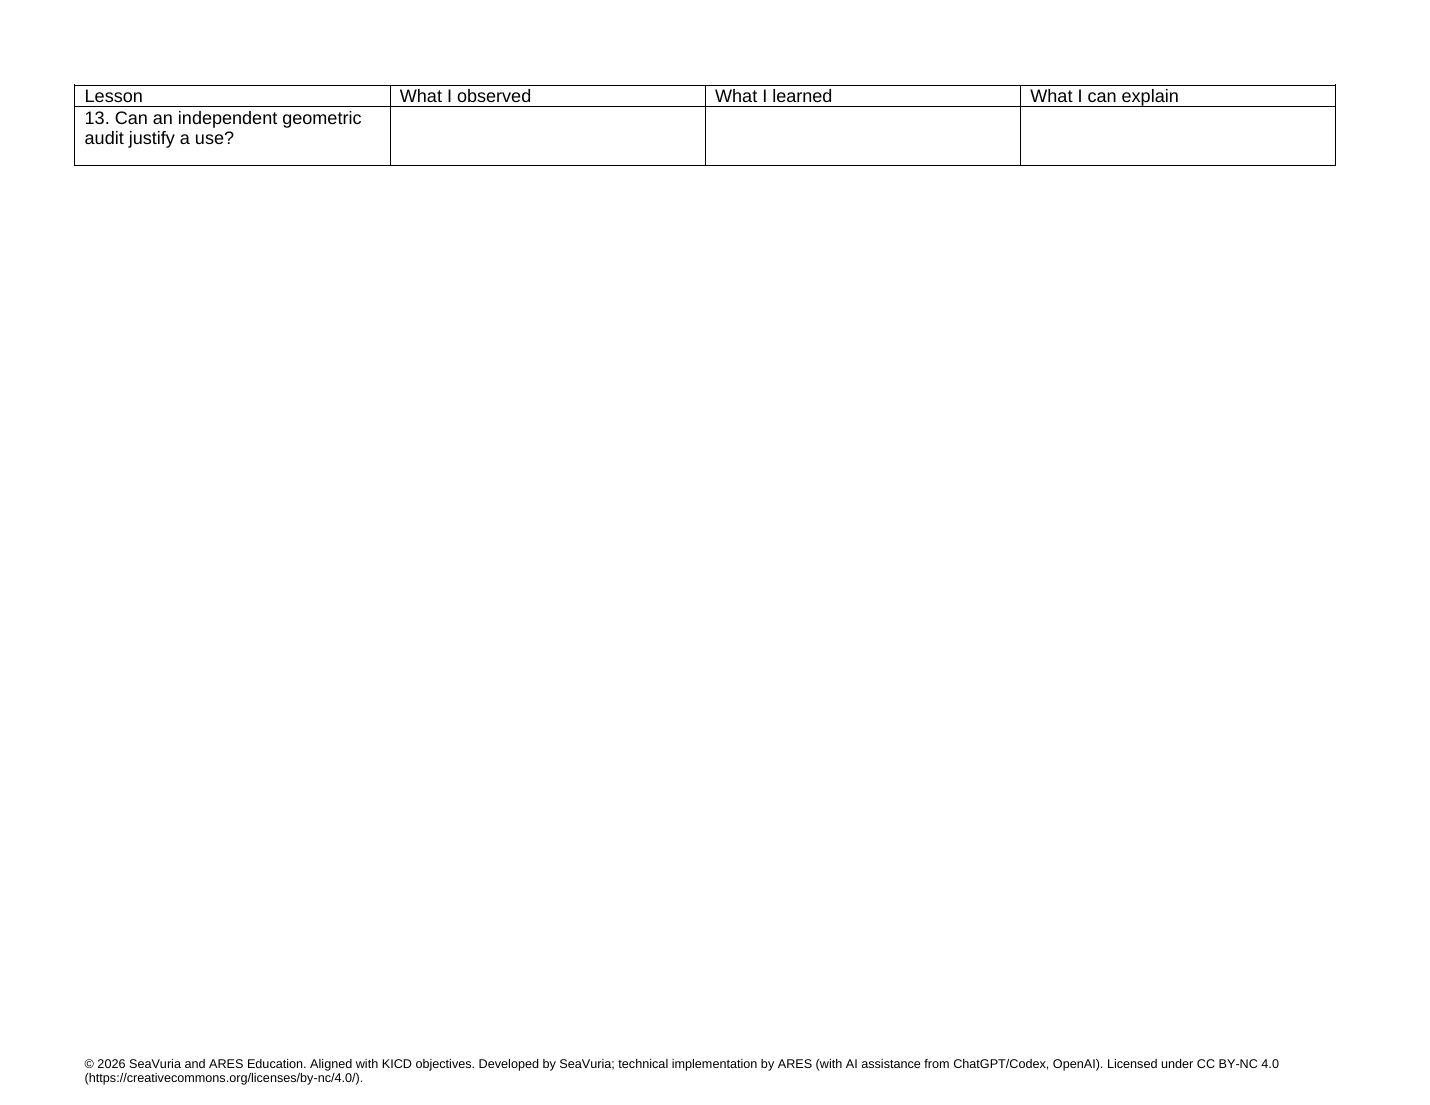 Lesson What I observed What I learned What I can explain
13. Can an independent geometric
audit justify a use?
© 2026 SeaVuria and ARES Education. Aligned with KICD objectives. Developed by SeaVuria; technical implementation by ARES (with AI assistance from ChatGPT/Codex, OpenAI). Licensed under CC BY-NC 4.0
(https://creativecommons.org/licenses/by-nc/4.0/).